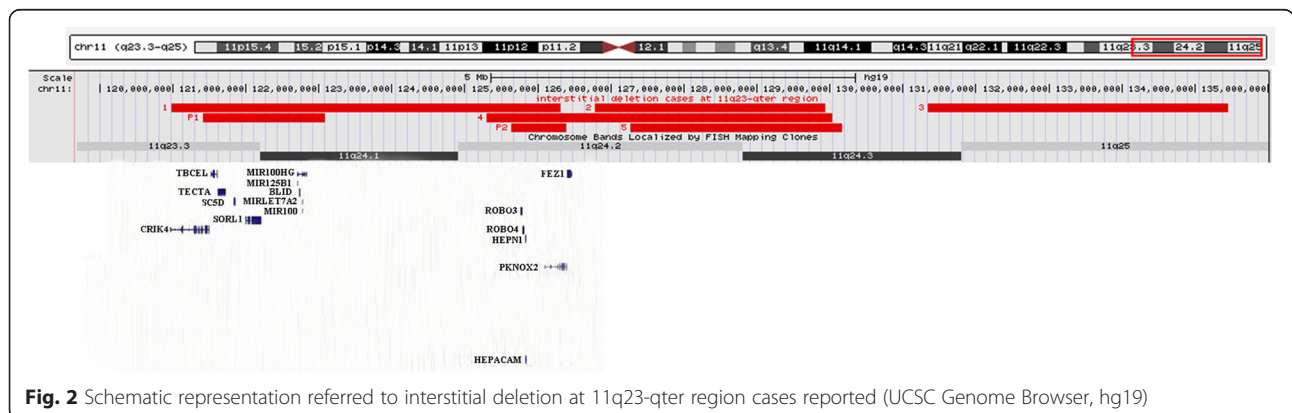 chr11 (q23.3-q25) 11p15.4 15.2 p15.1 p14.3 14.1 11p13 11p12 p11.2 12.1 q13.4 11q14.1 q14.3 11q21 q22.1 11q22.3 11q23.3 24.2 11q25
Scale 5 Mb hg19
chr11: 120,000,000 121,000,000 122,000,000 123,000,000 124,000,000 125,000,000 126,000,000 127,000,000 128,000,000 129,000,000 130,000,000 131,000,000 132,000,000 133,000,000 134,000,000 135,000,000
interstitial deletion cases at 11q23-qter region
1 2 3
P1 4
P2 5
Chromosome Bands Localized by FISH Mapping Clones
11q23.3 11q24.2 11q25
11q24.1 11q24.3
TBCEL MIR100HG FEZ1
MIR125B1
TECTA BLID
SC5D MIRLET7A2
MIR100 ROBO3
SORL1
CRIK4 ROBO4
HEPN1
PKNOX2
HEPACAM
Fig. 2 Schematic representation referred to interstitial deletion at 11q23-qter region cases reported (UCSC Genome Browser, hg19)